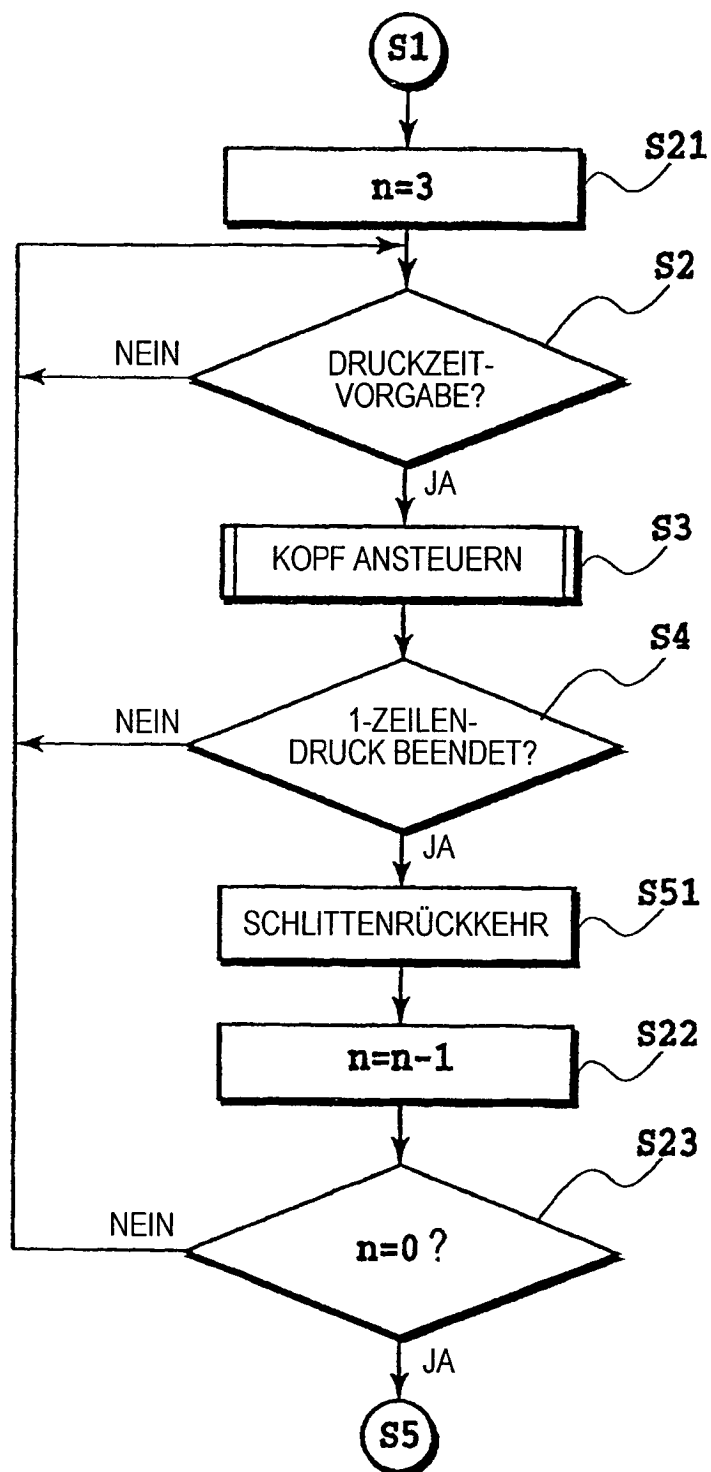 S1
n=3
S21
S2
NEIN
DRUCKZEIT-
VORGABE?
JA
KOPF ANSTEUERN
S3
S4
NEIN
1-ZEILEN-
DRUCK BEENDET?
JA
SCHLITTENRÜCKKEHR
S51
n=n-1
S22
S23
NEIN
n=0 ?
JA
S5